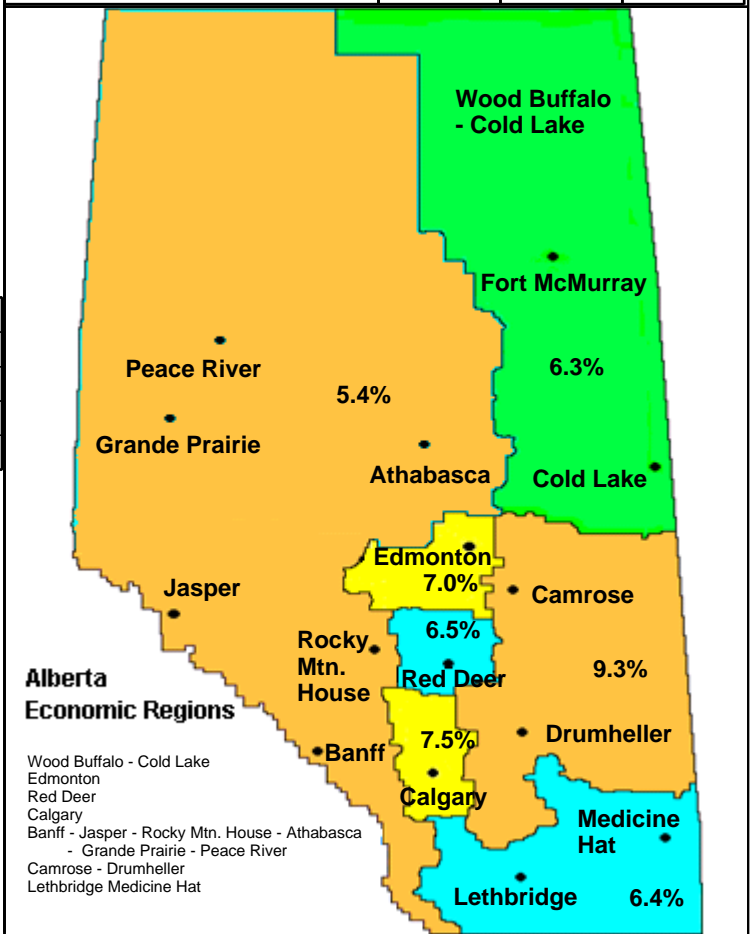 Wood Buffalo
- Cold Lake
Fort McMurray
Peace River
6.3%
5.4%
Grande Prairie
Athabasca
Cold Lake
Edmonton
7.0%
Jasper
Camrose
6.5%
Rocky
Mtn.
House
Red Deer
9.3%
Alberta
Economic Regions
7.5%
Drumheller
Banff
Calgary
Wood Buffalo - Cold Lake
Edmonton
Red Deer
Calgary
Banff - Jasper - Rocky Mtn. House - Athabasca
- Grande Prairie - Peace River
Camrose - Drumheller
Lethbridge Medicine Hat
Medicine
Hat
Lethbridge
6.4%